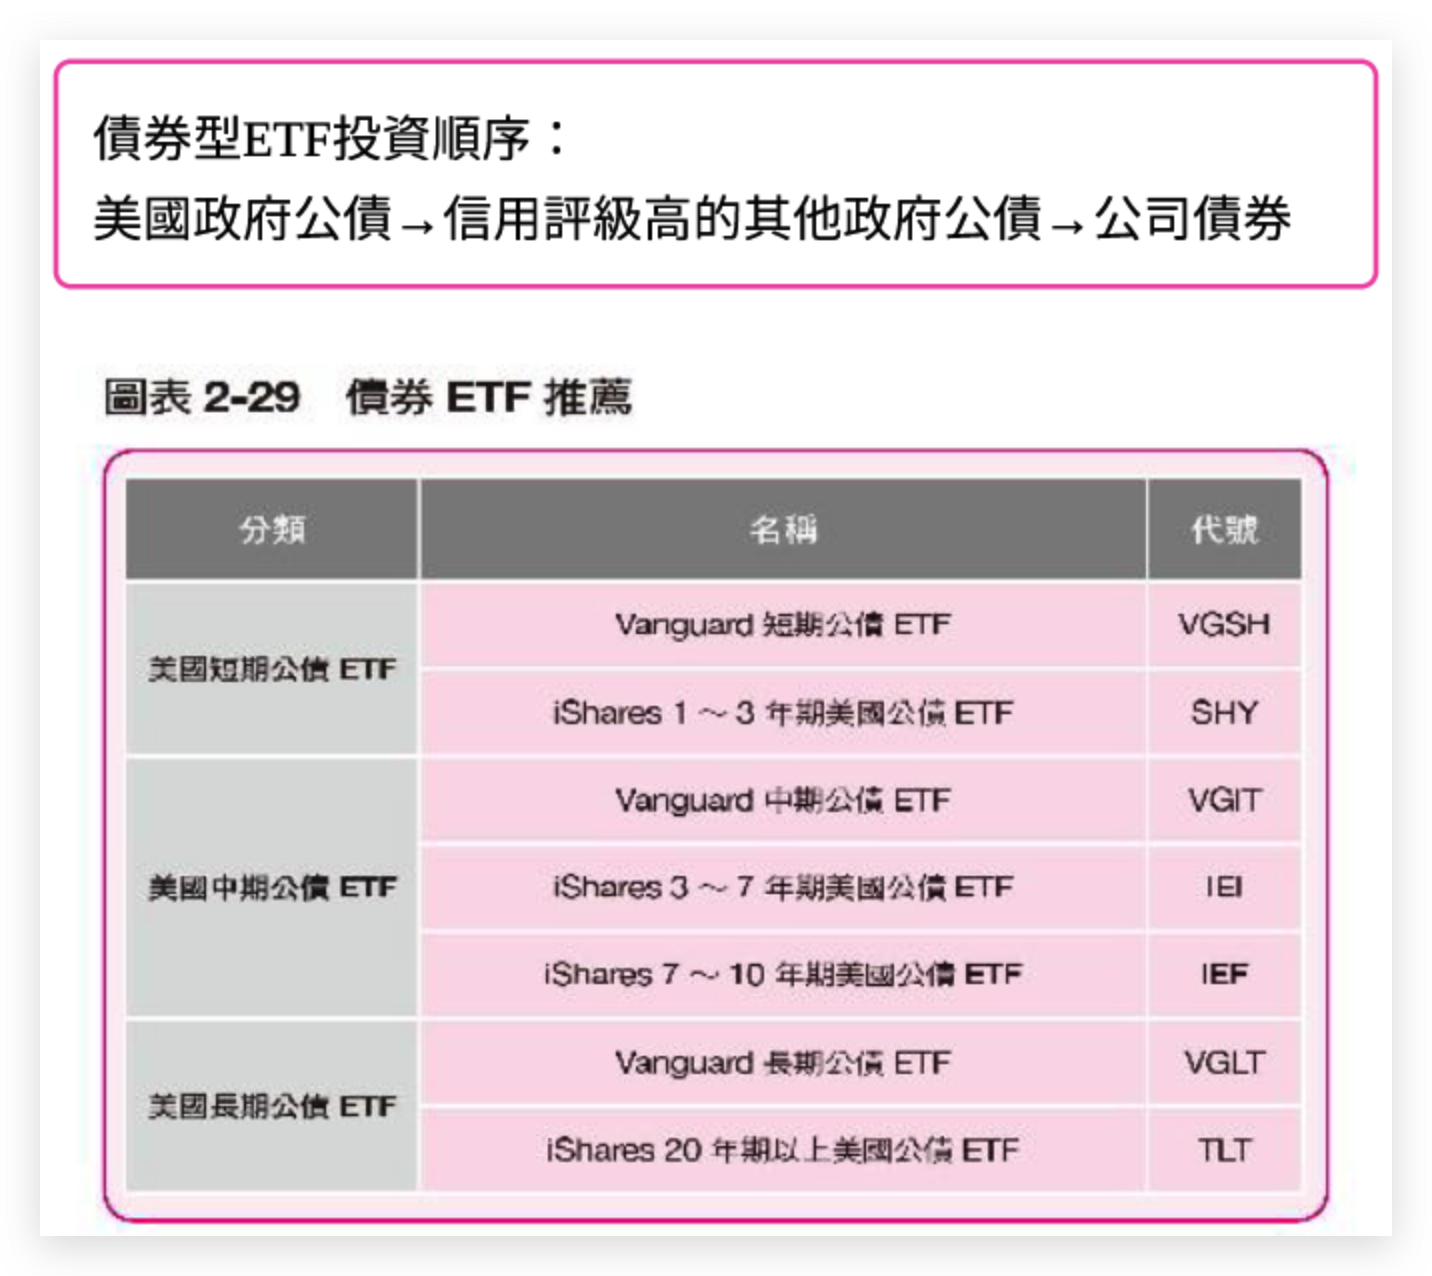 債券型ETF投資順序：
美國政府公債→信用評級高的其他政府公債→公司債券
圖表 2-29 債券 ETF 推薦
分類 名稱 代號
美國短期公債 ETF
Vanguard 短期公債 ETF VGSH
iShares 1～3 年期美國公債 ETF SHY
美國中期公債 ETF
Vanguard 中期公債 ETF VGIT
iShares 3～7 年期美國公債 ETF IEI
iShares 7～10 年期美國公債 ETF IEF
美國長期公債 ETF
Vanguard 長期公債 ETF VGLT
iShares 20 年期以上美國公債 ETF TLT